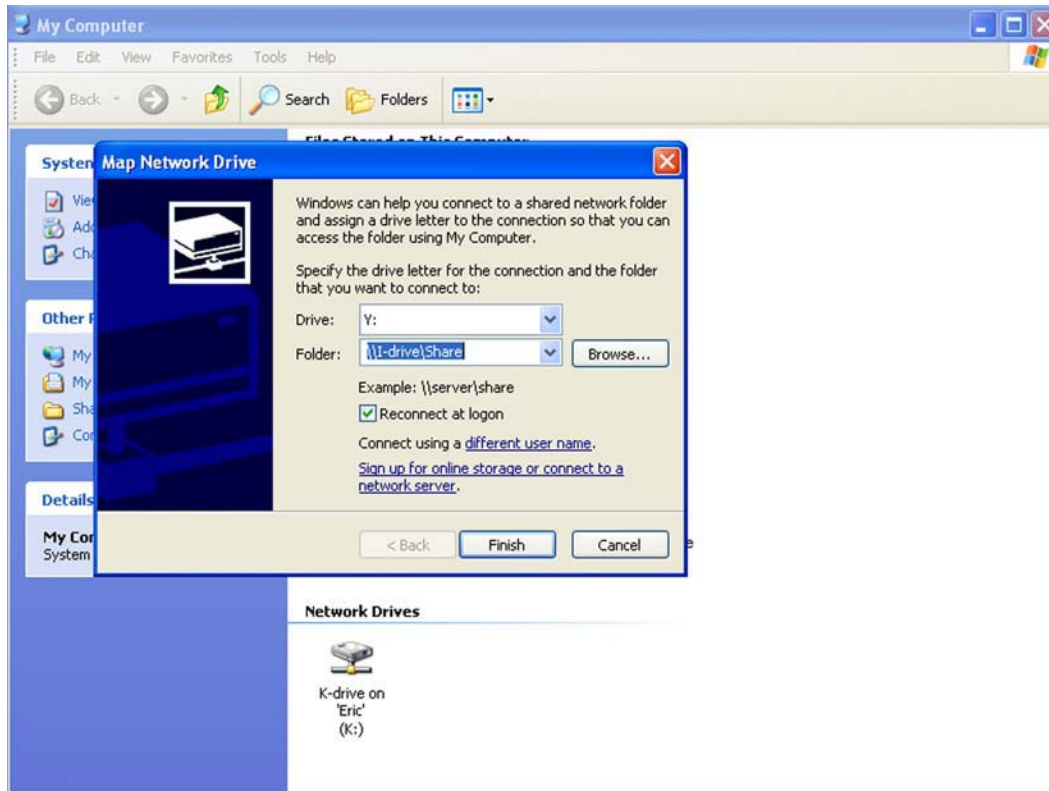 My Computer
File Edit View Favorites Tools Help
Back Search Folders
Files Shared on This Computer
Map Network Drive
Windows can help you connect to a shared network folder
and assign a drive letter to the connection so that you can
access the folder using My Computer.
Specify the drive letter for the connection and the folder
that you want to connect to:
Drive: Y:
Folder: \\I-drive\Share Browse...
Example: \\server\share
Reconnect at logon
Connect using a different user name.
Sign up for online storage or connect to a
network server.
< Back Finish Cancel
System
Other
My
My
Details
My
System
Network Drives
K-drive on
'Eric'
(K:)